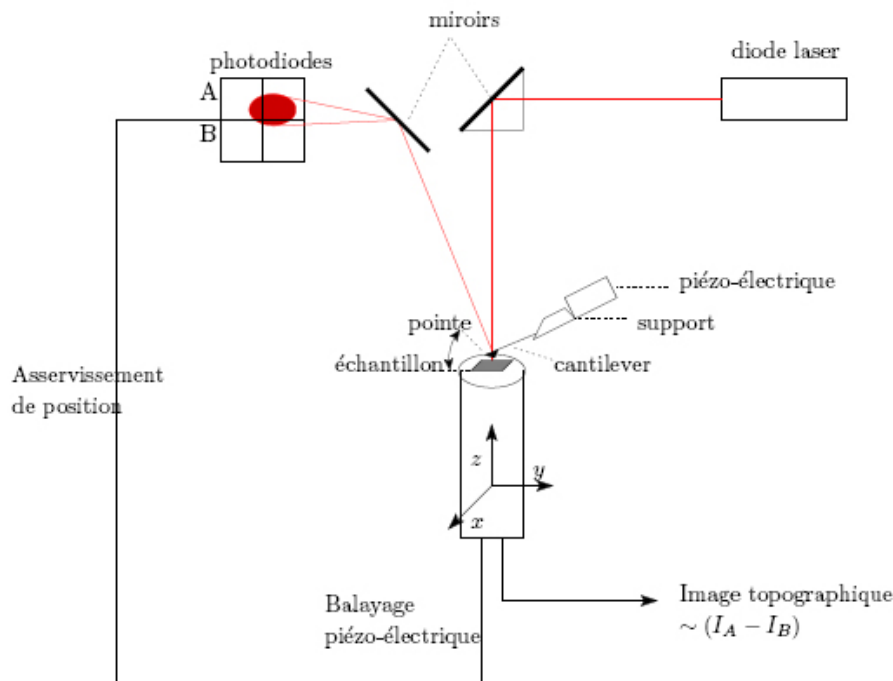 miroirs
photodiodes
diode laser
A
B
piézo-électrique
pointe
support
échantillon
cantilever
Asservissement
de position
z
y
x
Balayage
piézo-électrique
Image topographique
∼ (I_A − I_B)